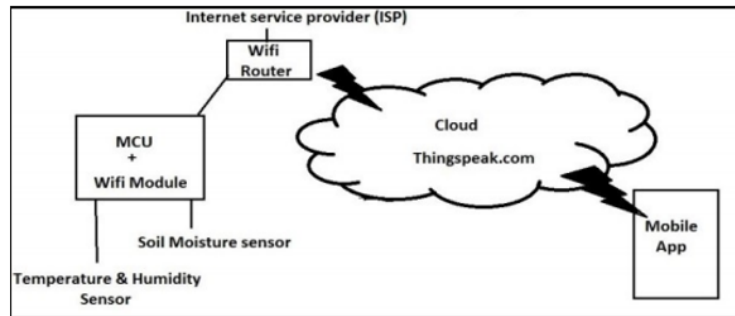 Internet service provider (ISP)
Wifi
Router
MCU
+
Wifi Module
Cloud
Thingspeak.com
Soil Moisture sensor
Temperature & Humidity
Sensor
Mobile
App